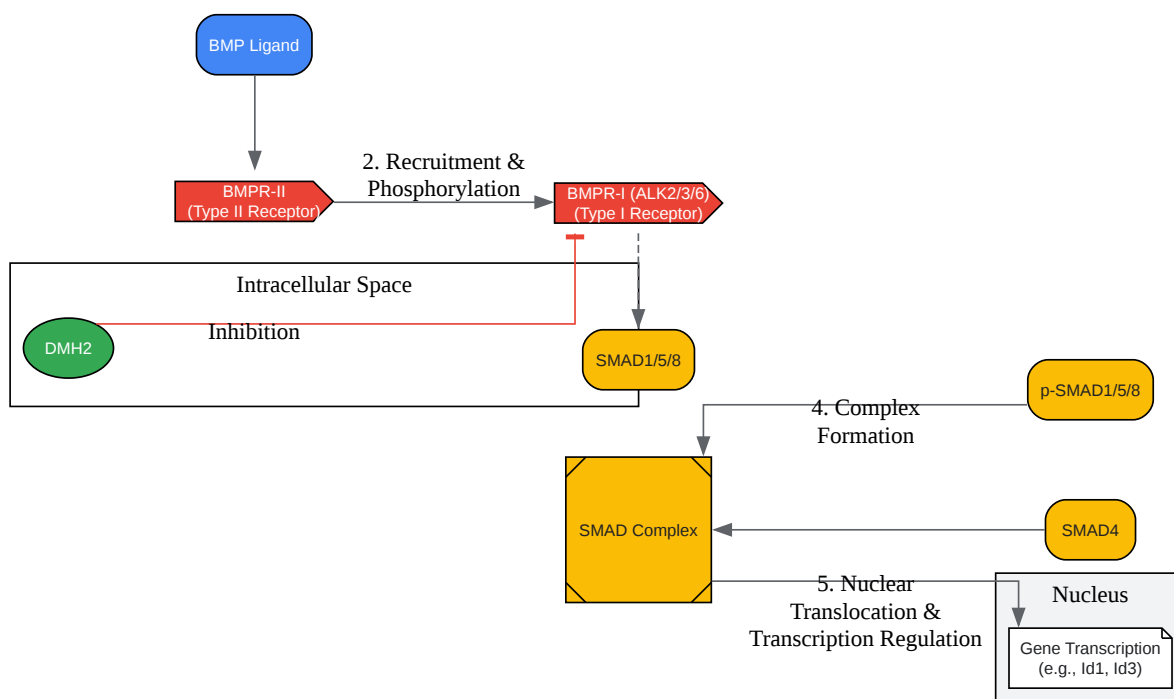 BMP Ligand
2. Recruitment &
Phosphorylation
BMPR-II
(Type II Receptor)
BMPR-I (ALK2/3/6)
(Type I Receptor)
Intracellular Space
Inhibition
DMH2
SMAD1/5/8
p-SMAD1/5/8
4. Complex
Formation
SMAD Complex
SMAD4
5. Nuclear
Translocation &
Transcription Regulation
Nucleus
Gene Transcription
(e.g., Id1, Id3)